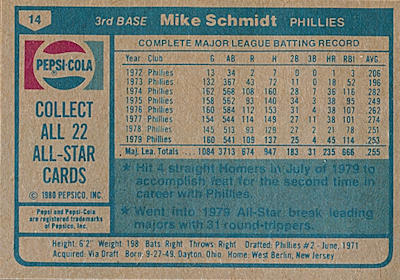 14
3rd BASE Mike Schmidt PHILLIES
PEPSI-COLA
COLLECT
ALL 22
ALL-STAR
CARDS
© 1980 PEPSICO, INC.
Pepsi and Pepsi-Cola
are registered trademarks
of Pepsico, Inc.
COMPLETE MAJOR LEAGUE BATTING RECORD
Year Club G AB R H 2B 3B HR RBI AVG.
1972 Phillies 13 34 2 7 0 0 1 3 .206
1973 Phillies 132 367 43 72 11 0 18 52 .196
1974 Phillies 162 568 108 160 28 7 36 116 .282
1975 Phillies 158 562 93 140 34 3 38 95 .249
1976 Phillies 160 584 112 153 31 4 38 107 .262
1977 Phillies 154 544 114 149 27 11 38 101 .274
1978 Phillies 145 513 93 129 27 2 21 78 .251
1979 Phillies 160 541 109 137 25 4 45 114 .253
Maj. Lea. Totals 1084 3713 674 947 183 31 235 666 .255
★ Hit 4 straight Homers in July of 1979 to
accomplish feat for the second time in
career with Phillies.
★ Went into 1979 All-Star break leading
majors with 31 round-trippers.
Height: 6'2" Weight: 198 Bats: Right Throws: Right Drafted: Phillies #2 - June, 1971
Acquired: Via Draft Born: 9-27-49, Dayton, Ohio Home: West Berlin, New Jersey